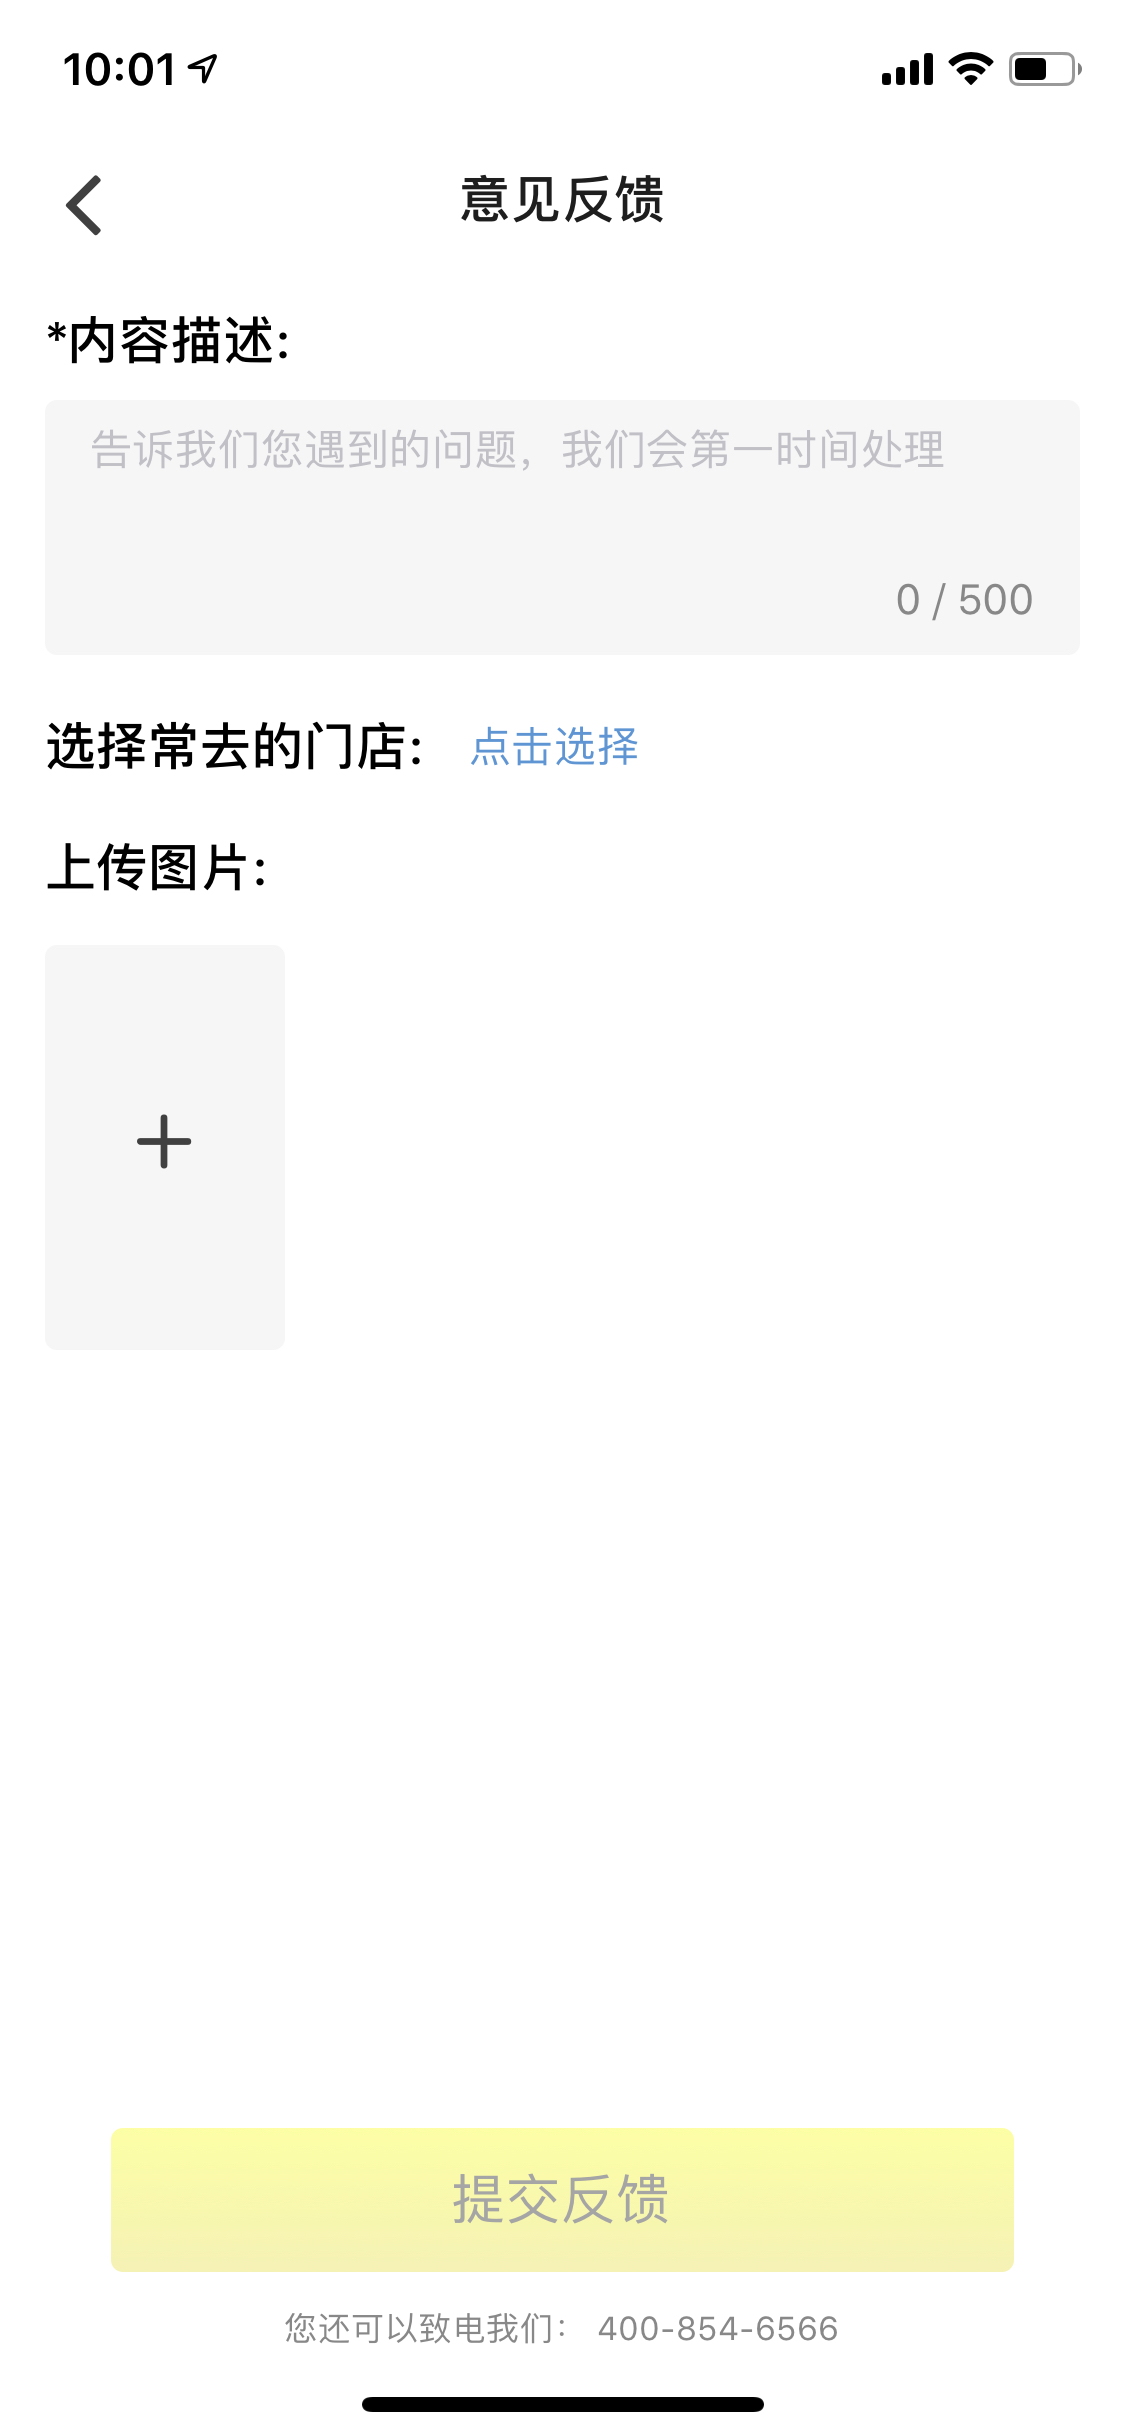 10:01
意见反馈
*内容描述:
告诉我们您遇到的问题，我们会第一时间处理
0 / 500
选择常去的门店: 点击选择
上传图片:
提交反馈
您还可以致电我们： 400-854-6566